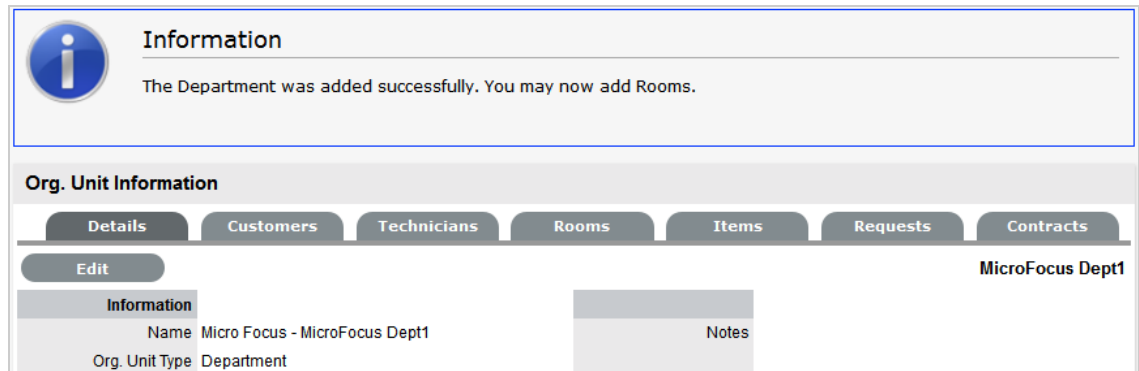 Information
The Department was added successfully. You may now add Rooms.
Org. Unit Information
Details Customers Technicians Rooms Items Requests Contracts
Edit MicroFocus Dept1
Information
Name Micro Focus - MicroFocus Dept1 Notes
Org. Unit Type Department